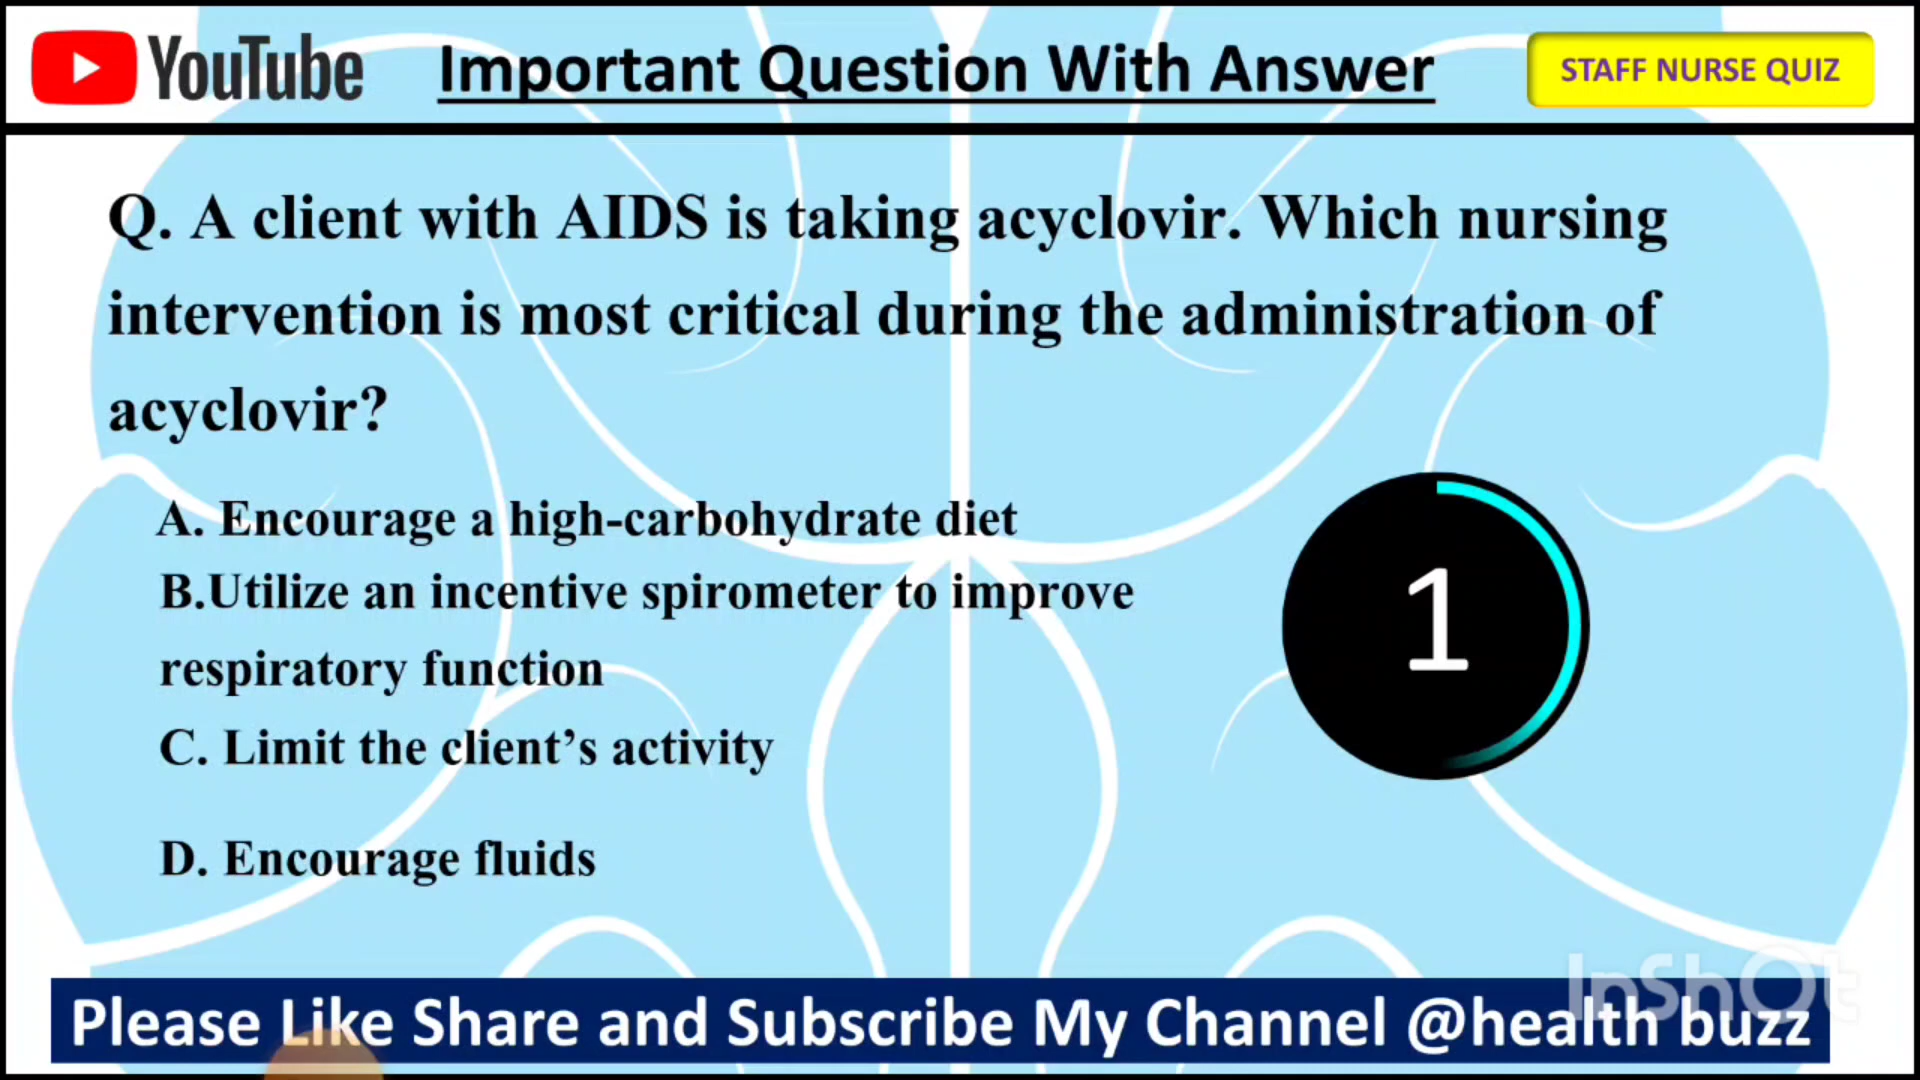 YouTube
Important Question With Answer
STAFF NURSE QUIZ
Q. A client with AIDS is taking acyclovir. Which nursing
intervention is most critical during the administration of
acyclovir?
A. Encourage a high-carbohydrate diet
B.Utilize an incentive spirometer to improve
respiratory function
C. Limit the client’s activity
D. Encourage fluids
1
InShOt
Please Like Share and Subscribe My Channel @health buzz